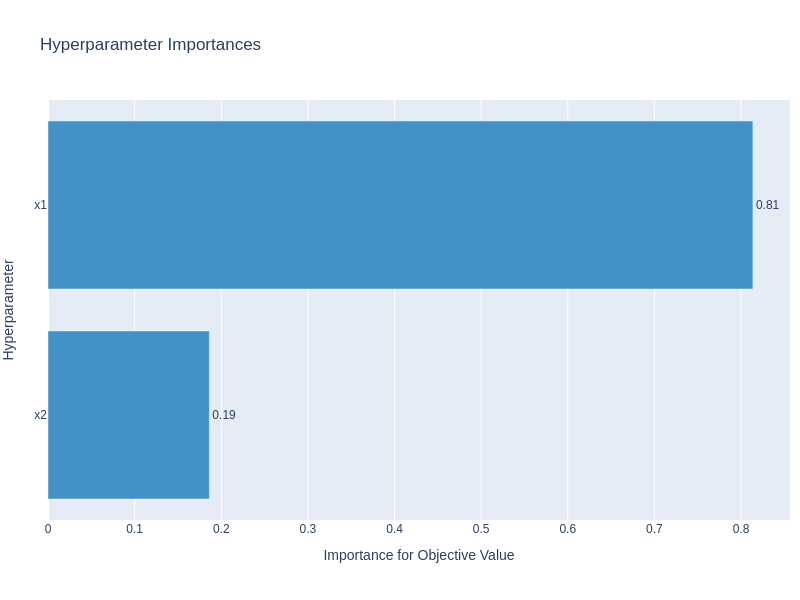 Hyperparameter Importances
Hyperparameter
x1
0.81
x2
0.19
0
0.1
0.2
0.3
0.4
0.5
0.6
0.7
0.8
Importance for Objective Value